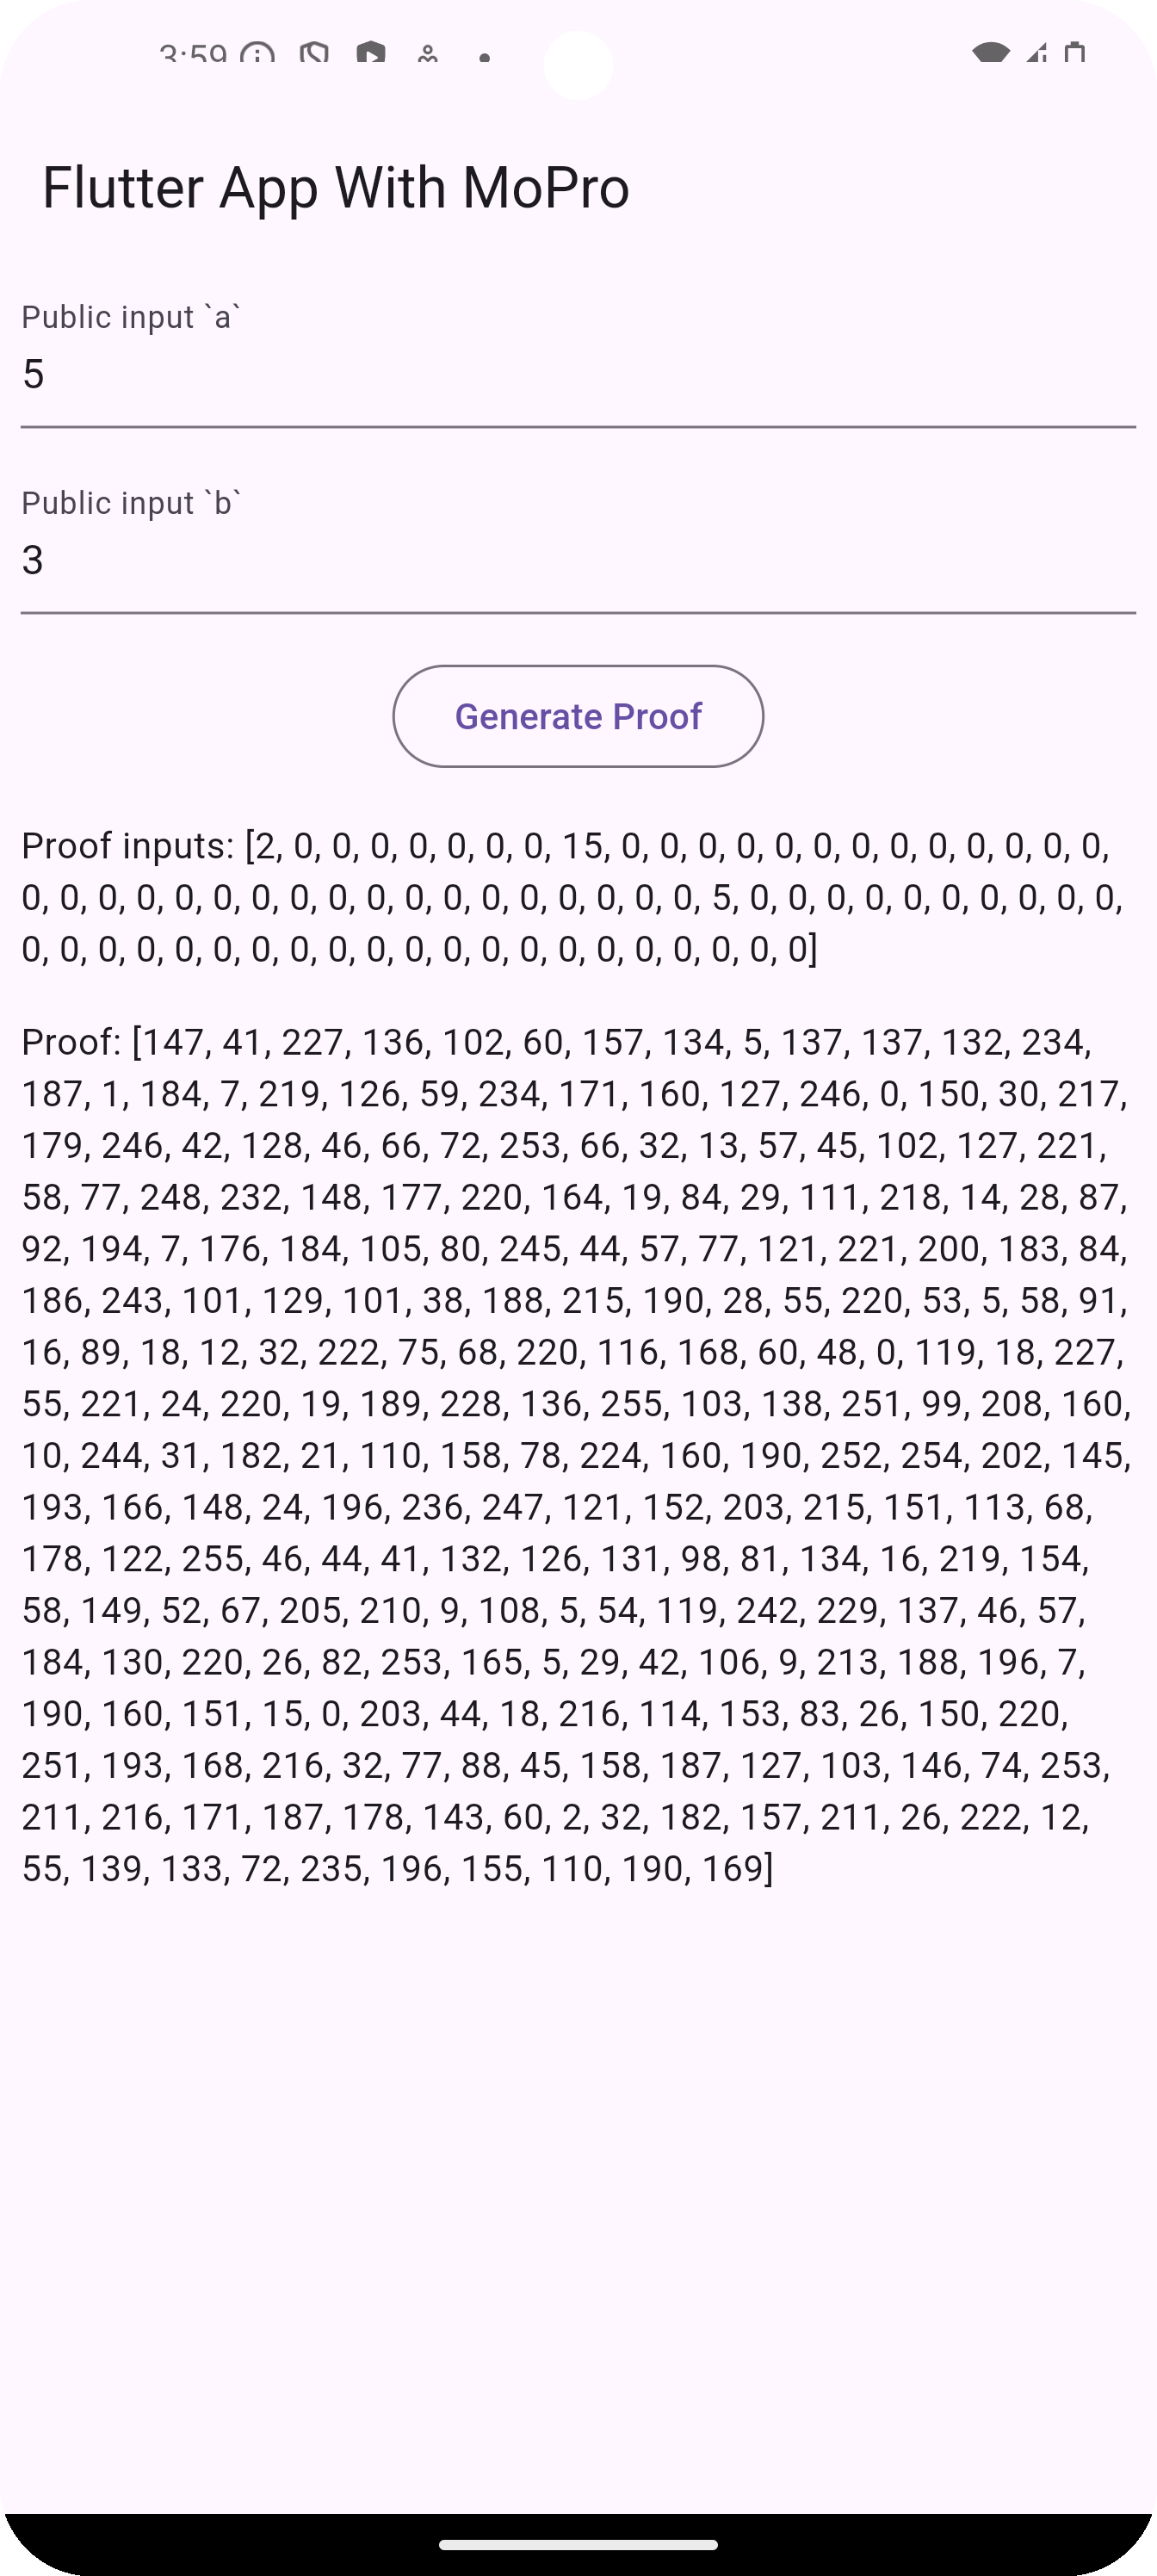 3:59
Flutter App With MoPro
Public input `a`
5
Public input `b`
3
Generate Proof
Proof inputs: [2, 0, 0, 0, 0, 0, 0, 0, 15, 0, 0, 0, 0, 0, 0, 0, 0, 0, 0, 0, 0, 0,
0, 0, 0, 0, 0, 0, 0, 0, 0, 0, 0, 0, 0, 0, 0, 0, 0, 0, 5, 0, 0, 0, 0, 0, 0, 0, 0, 0, 0,
0, 0, 0, 0, 0, 0, 0, 0, 0, 0, 0, 0, 0, 0, 0, 0, 0, 0, 0, 0, 0]
Proof: [147, 41, 227, 136, 102, 60, 157, 134, 5, 137, 137, 132, 234,
187, 1, 184, 7, 219, 126, 59, 234, 171, 160, 127, 246, 0, 150, 30, 217,
179, 246, 42, 128, 46, 66, 72, 253, 66, 32, 13, 57, 45, 102, 127, 221,
58, 77, 248, 232, 148, 177, 220, 164, 19, 84, 29, 111, 218, 14, 28, 87,
92, 194, 7, 176, 184, 105, 80, 245, 44, 57, 77, 121, 221, 200, 183, 84,
186, 243, 101, 129, 101, 38, 188, 215, 190, 28, 55, 220, 53, 5, 58, 91,
16, 89, 18, 12, 32, 222, 75, 68, 220, 116, 168, 60, 48, 0, 119, 18, 227,
55, 221, 24, 220, 19, 189, 228, 136, 255, 103, 138, 251, 99, 208, 160,
10, 244, 31, 182, 21, 110, 158, 78, 224, 160, 190, 252, 254, 202, 145,
193, 166, 148, 24, 196, 236, 247, 121, 152, 203, 215, 151, 113, 68,
178, 122, 255, 46, 44, 41, 132, 126, 131, 98, 81, 134, 16, 219, 154,
58, 149, 52, 67, 205, 210, 9, 108, 5, 54, 119, 242, 229, 137, 46, 57,
184, 130, 220, 26, 82, 253, 165, 5, 29, 42, 106, 9, 213, 188, 196, 7,
190, 160, 151, 15, 0, 203, 44, 18, 216, 114, 153, 83, 26, 150, 220,
251, 193, 168, 216, 32, 77, 88, 45, 158, 187, 127, 103, 146, 74, 253,
211, 216, 171, 187, 178, 143, 60, 2, 32, 182, 157, 211, 26, 222, 12,
55, 139, 133, 72, 235, 196, 155, 110, 190, 169]